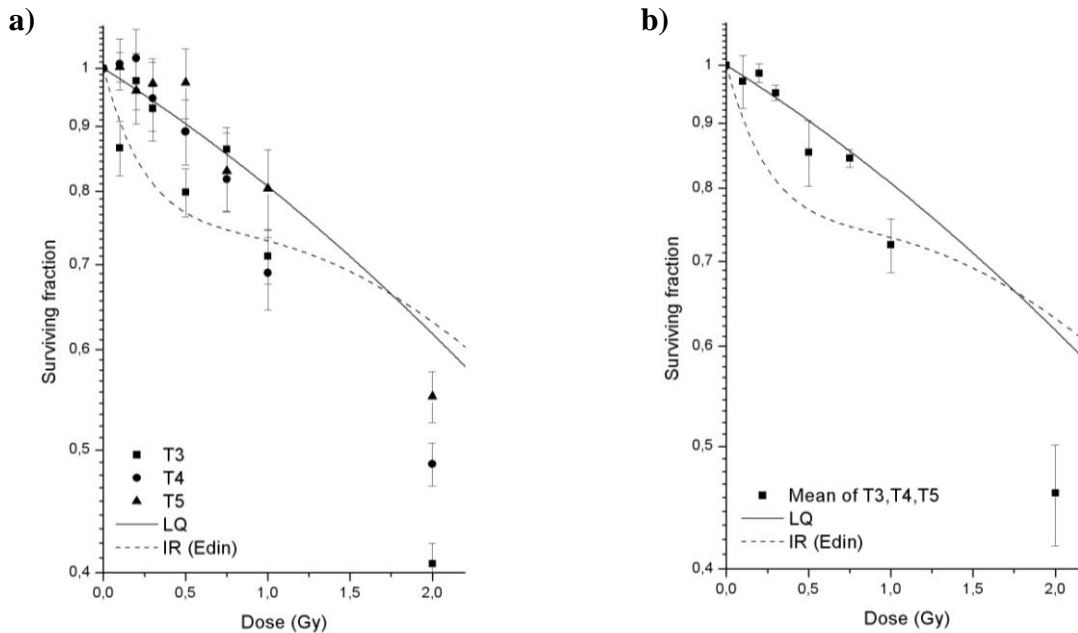 a)
Surviving fraction
1
0,9
0,8
0,7
0,6
0,5
0,4
T3
T4
T5
LQ
IR (Edin)
0,0 0,5 1,0 1,5 2,0
Dose (Gy)
b)
Surviving fraction
1
0,9
0,8
0,7
0,6
0,5
0,4
Mean of T3,T4,T5
LQ
IR (Edin)
0,0 0,5 1,0 1,5 2,0
Dose (Gy)